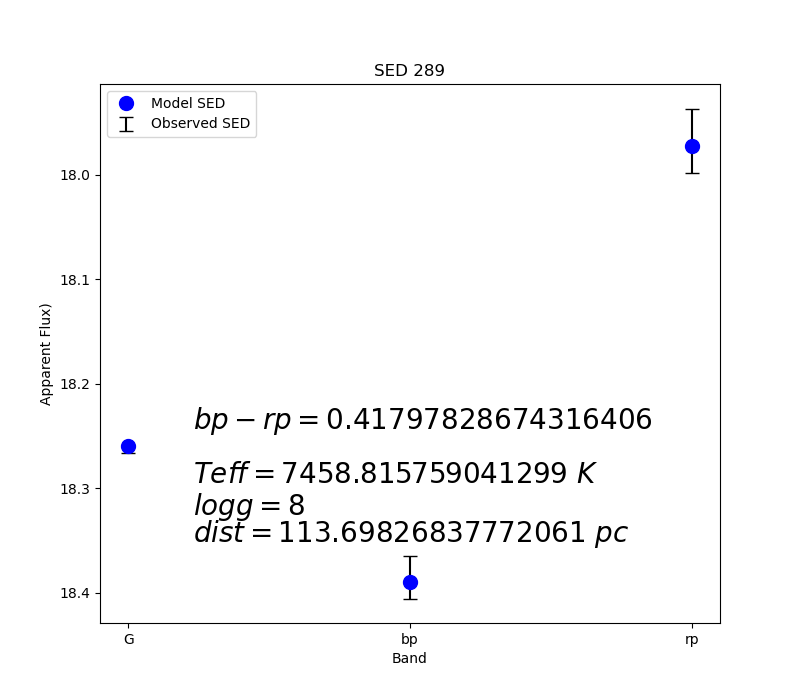 SED 289
Model SED
Observed SED
18.0
18.1
18.2
18.3
18.4
Apparent Flux)
bp − rp = 0.41797828674316406
Teff = 7458.815759041299 K
logg = 8
dist = 113.69826837772061 pc
G bp rp
Band